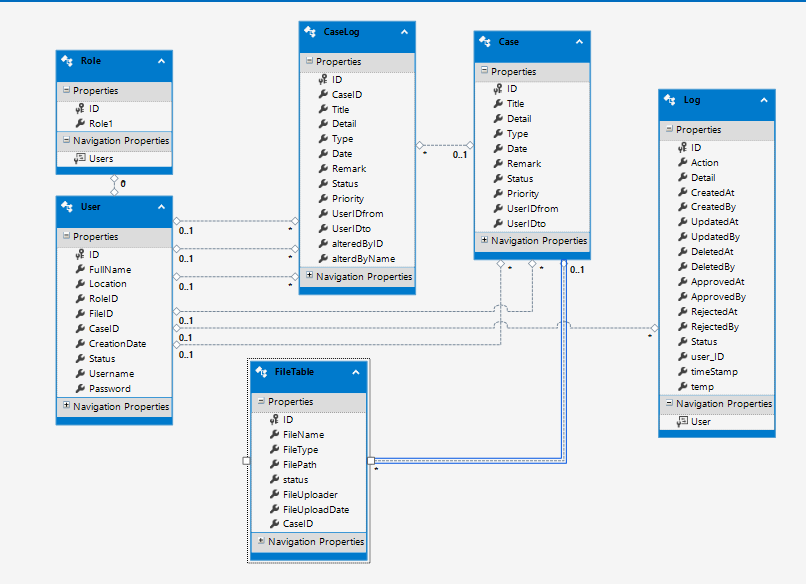 Role
Properties
ID
Role1
Navigation Properties
Users
0
User
Properties
ID
FullName
Location
RoleID
FileID
CaseID
CreationDate
Status
Username
Password
Navigation Properties
0..1
*
0..1
*
0..1
*
0..1
0..1
0..1
CaseLog
Properties
ID
CaseID
Title
Detail
Type
Date
Remark
Status
Priority
UserIDfrom
UserIDto
alteredByID
alterdByName
Navigation Properties
*
0..1
Case
Properties
ID
Title
Detail
Type
Date
Remark
Status
Priority
UserIDfrom
UserIDto
Navigation Properties
*
*
0..1
FileTable
Properties
ID
FileName
FileType
FilePath
status
FileUploader
FileUploadDate
CaseID
Navigation Properties
*
Log
Properties
ID
Action
Detail
CreatedAt
CreatedBy
UpdatedAt
UpdatedBy
DeletedAt
DeletedBy
ApprovedAt
ApprovedBy
RejectedAt
RejectedBy
Status
user_ID
timeStamp
temp
Navigation Properties
User
*